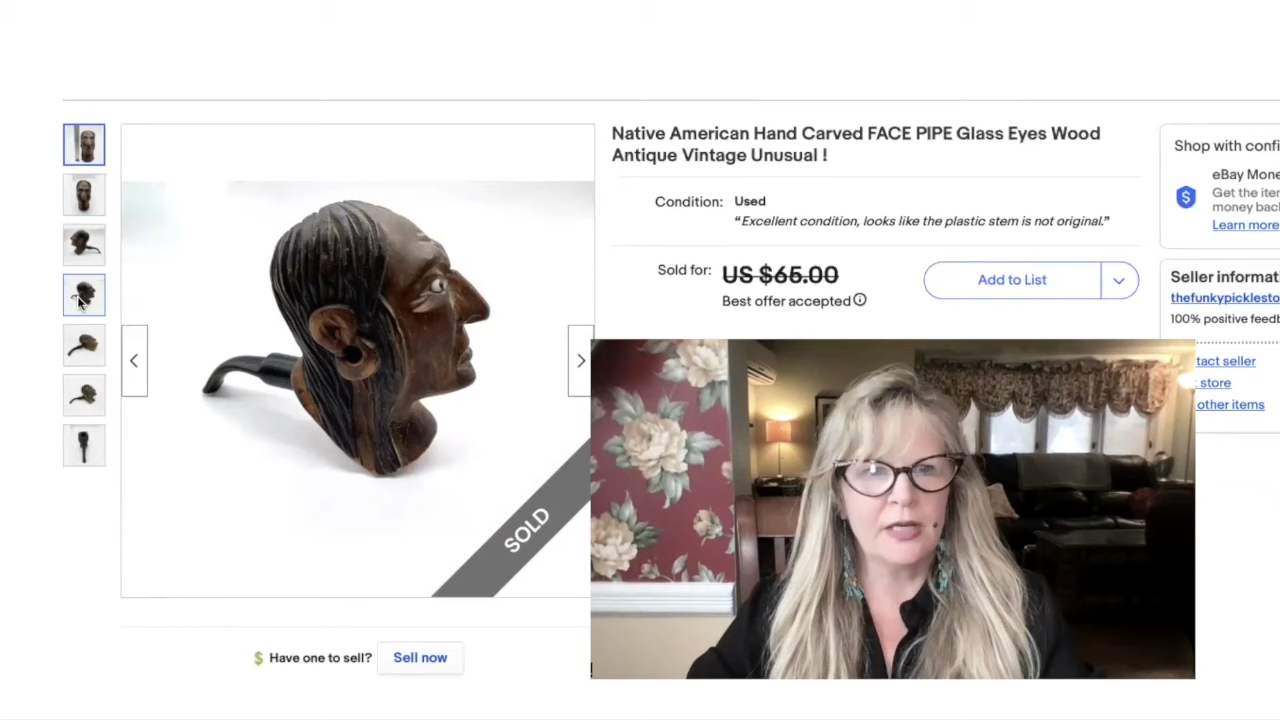 Native American Hand Carved FACE PIPE Glass Eyes Wood
Antique Vintage Unusual !
Condition: Used
“Excellent condition, looks like the plastic stem is not original.”
Sold for: US $65.00
Best offer accepted
Add to List
Shop with confi
eBay Mone
Get the iter
money back
Learn more
Seller informat
thefunkypicklesto
100% positive feedb
tact seller
store
other items
SOLD
Have one to sell? Sell now